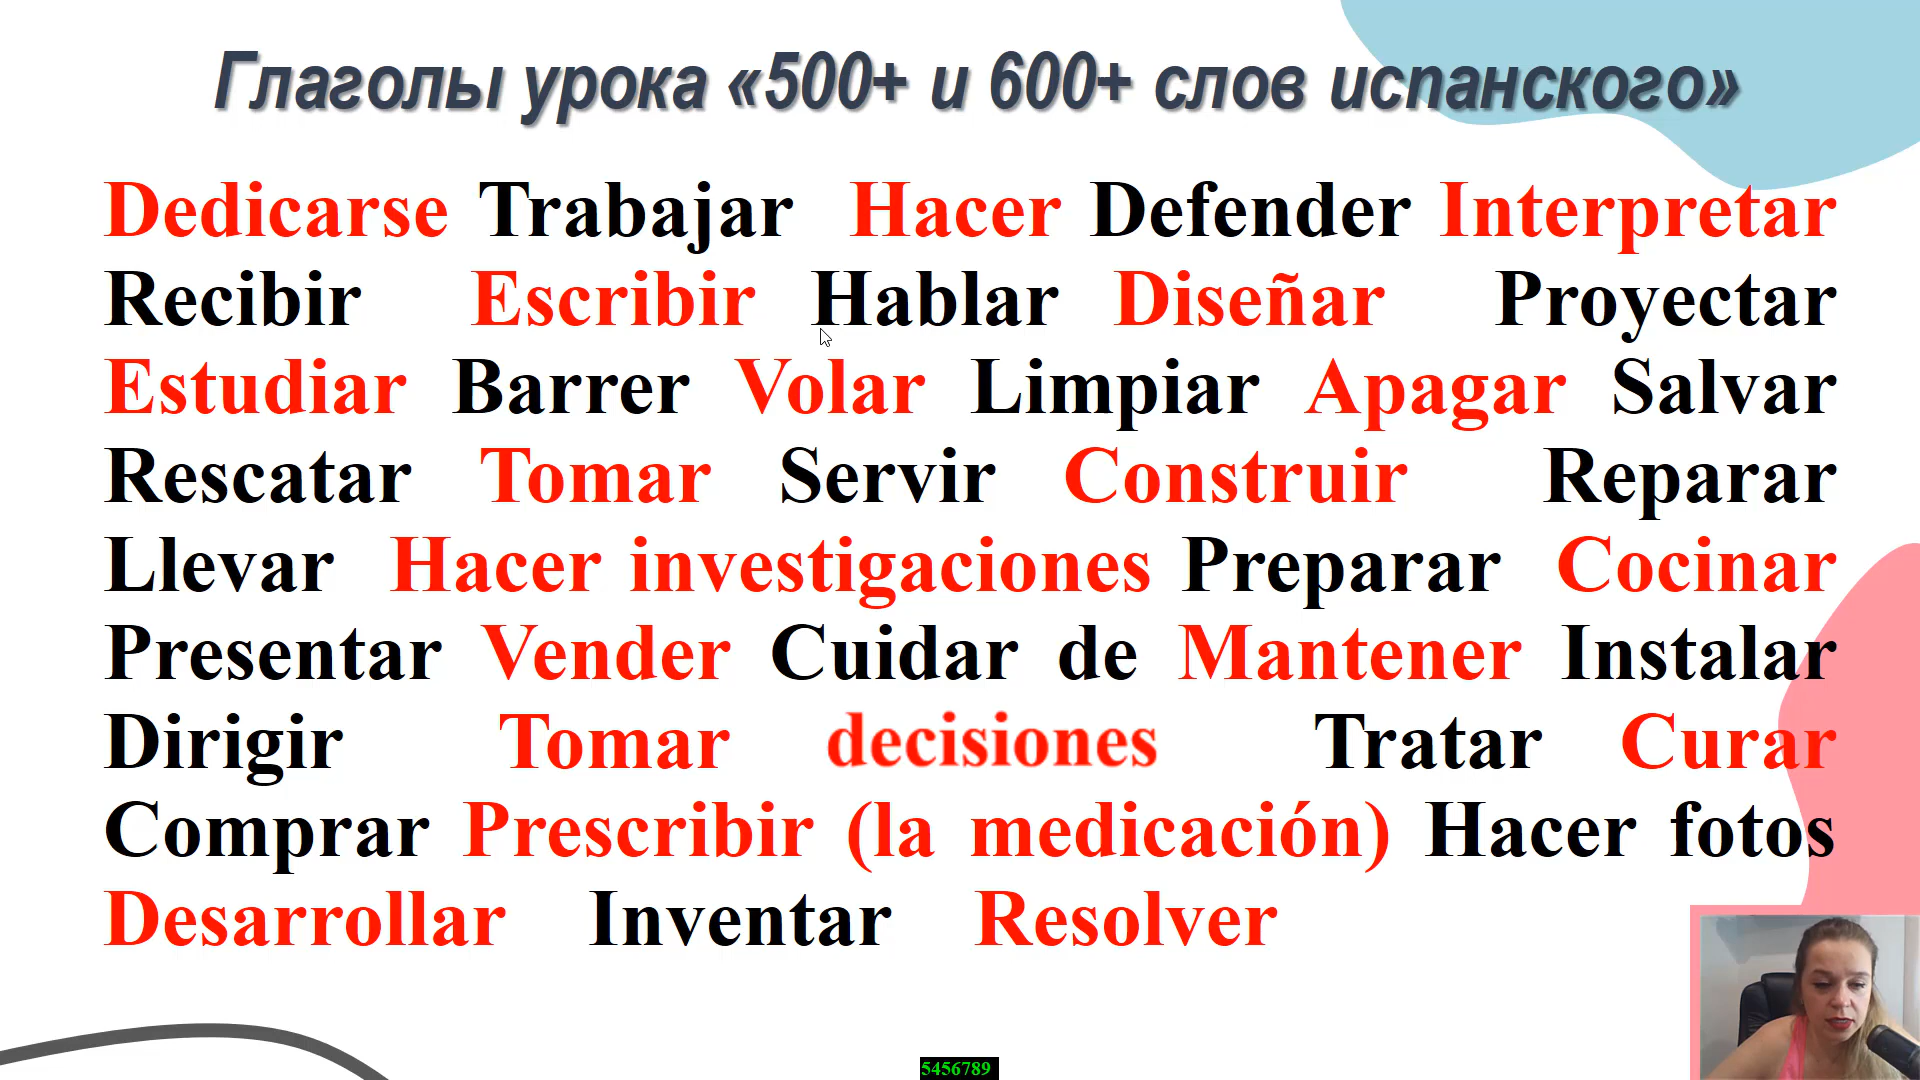 Глаголы урока «500+ и 600+ слов испанского»
Dedicarse Trabajar Hacer Defender Interpretar
Recibir Escribir Hablar Diseñar Proyectar
Estudiar Barrer Volar Limpiar Apagar Salvar
Rescatar Tomar Servir Construir Reparar
Llevar Hacer investigaciones Preparar Cocinar
Presentar Vender Cuidar de Mantener Instalar
Dirigir Tomar decisiones Tratar Curar
Comprar Prescribir (la medicación) Hacer fotos
Desarrollar Inventar Resolver
5456789